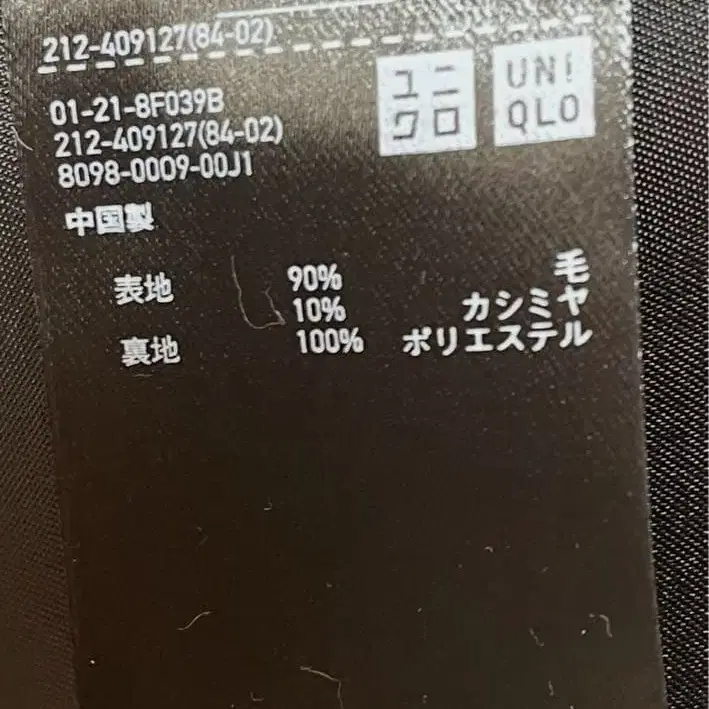 212-409127(84-02)
ユニ
クロ
UNI
QLO
01-21-8F039B
212-409127(84-02)
8098-0009-00J1
中国製
表地 90% 毛
10% カシミヤ
裏地 100% ポリエステル